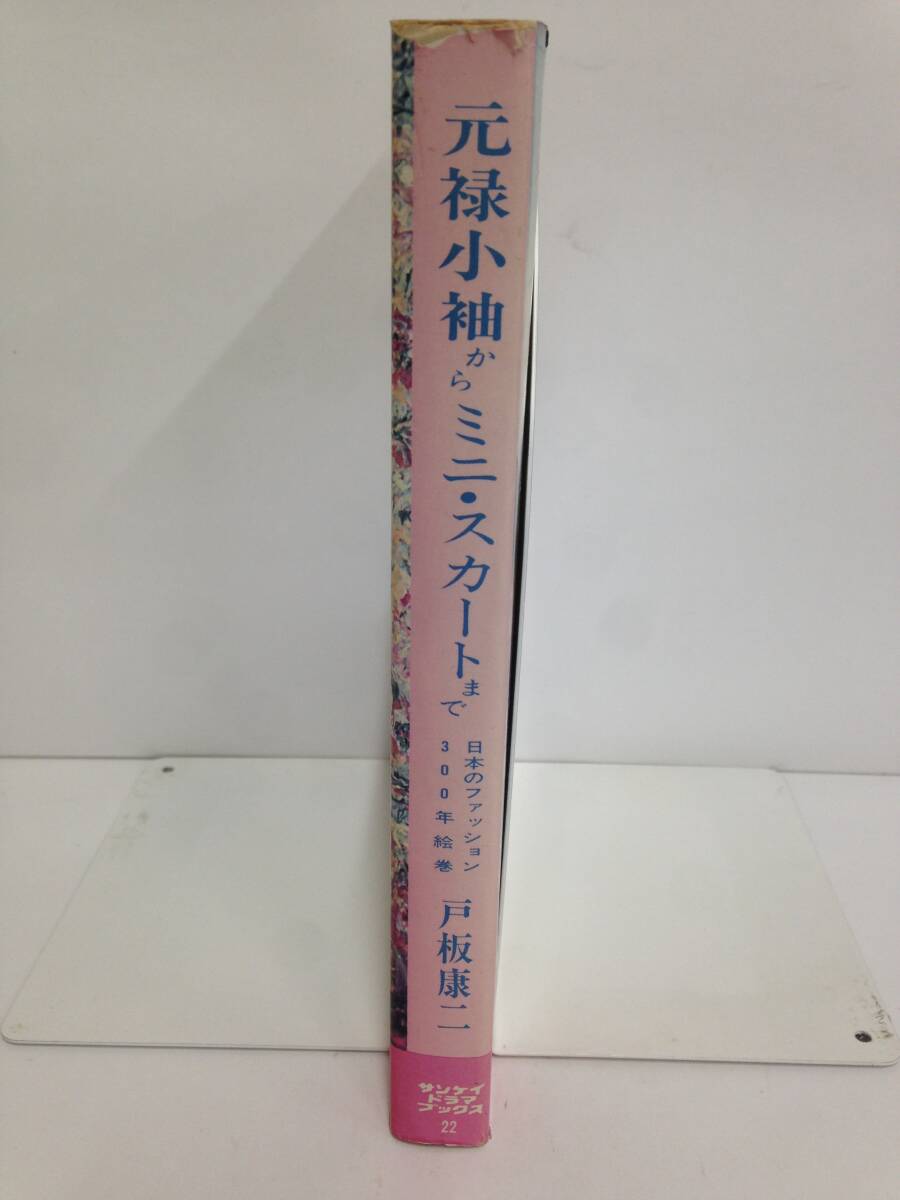 元禄小袖からミニ・スカートまで
日本のファッション
300年絵巻
戸板康二
サンケイ
ドラマ
ブックス
22